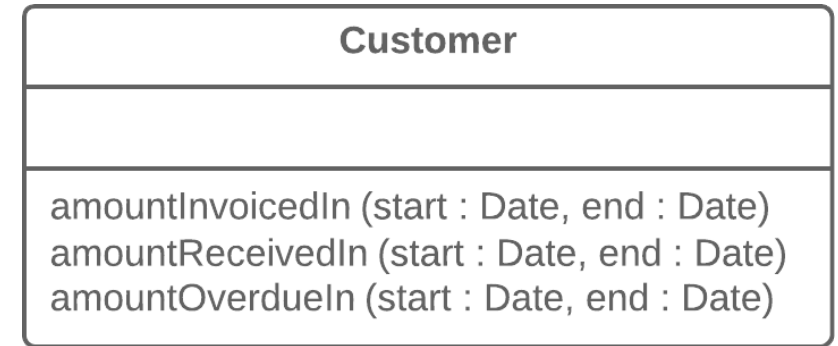 Customer
amountInvoicedIn (start : Date, end : Date)
amountReceivedIn (start : Date, end : Date)
amountOverdueIn (start : Date, end : Date)